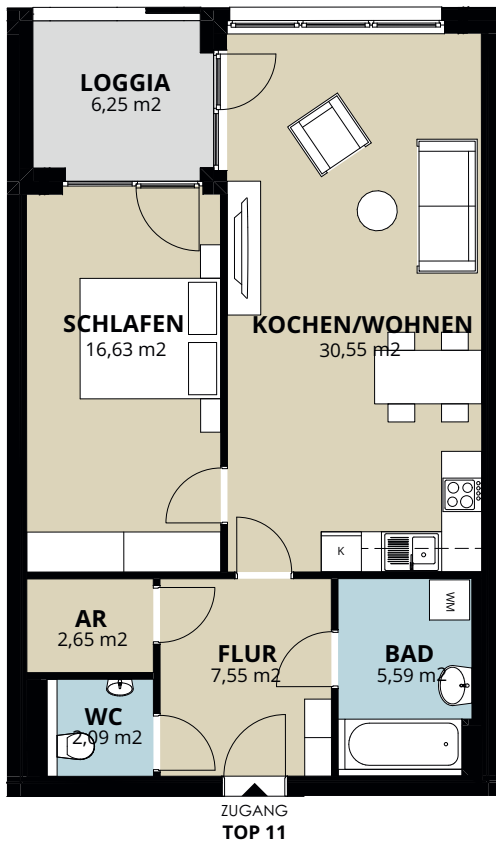 LOGGIA
6,25 m2
SCHLAFEN
16,63 m2
KOCHEN/WOHNEN
30,55 m2
K
AR
2,65 m2
FLUR
7,55 m2
BAD
5,59 m2
WM
WC
2,09 m2
ZUGANG
TOP 11